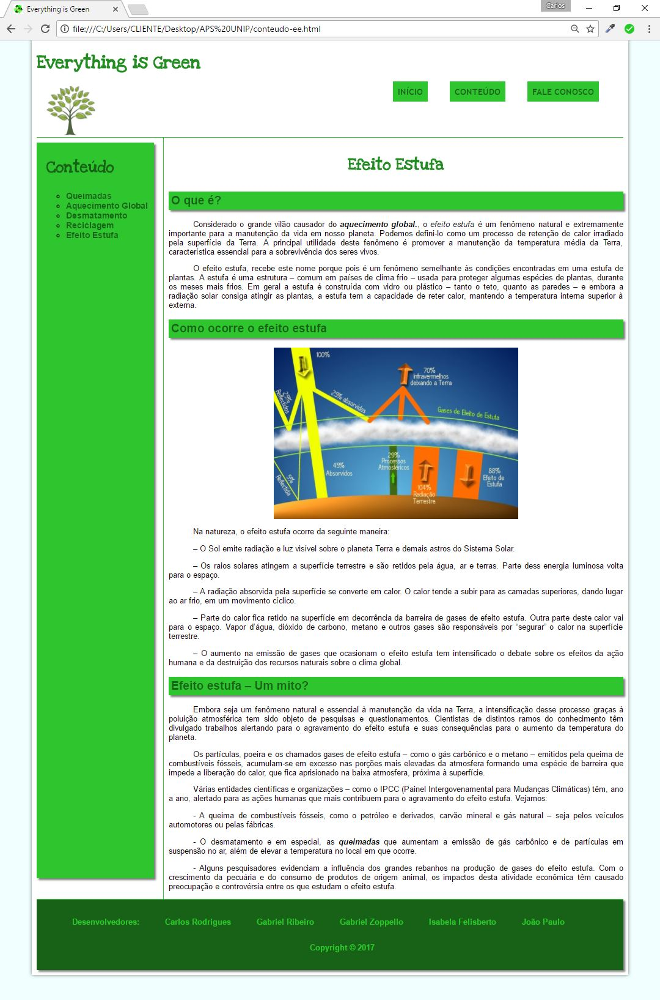 Everything is Green
Carlos
file:///C:/Users/CLIENTE/Desktop/APS%20UNIP/conteudo-ee.html
Everything is Green
INÍCIO CONTEÚDO FALE CONOSCO
Conteúdo
Queimadas
Aquecimento Global
Desmatamento
Reciclagem
Efeito Estufa
Efeito Estufa
O que é?
Considerado o grande vilão causador do aquecimento global., o efeito estufa é um fenômeno natural e extremamente
importante para a manutenção da vida em nosso planeta. Podemos defini-lo como um processo de retenção de calor irradiado
pela superfície da Terra. A principal utilidade deste fenômeno é promover a manutenção da temperatura média da Terra,
característica essencial para a sobrevivência dos seres vivos.
O efeito estufa, recebe este nome porque pois é um fenômeno semelhante às condições encontradas em uma estufa de
plantas. A estufa é uma estrutura – comum em países de clima frio – usada para proteger algumas espécies de plantas, durante
os meses mais frios. Em geral a estufa é construída com vidro ou plástico – tanto o teto, quanto as paredes – e embora a
radiação solar consiga atingir as plantas, a estufa tem a capacidade de reter calor, mantendo a temperatura interna superior à
externa.
Como ocorre o efeito estufa
100%
70%
Infravermelhos
deixando a Terra
25%
Reflectidos
25% absorvidos
Gases de Efeito de Estufa
29%
Processos
Atmosféricos
45%
Absorvidos
5%
Reflectida
88%
Efeito de
Estufa
104%
Radiação
Terrestre
Na natureza, o efeito estufa ocorre da seguinte maneira:
– O Sol emite radiação e luz visível sobre o planeta Terra e demais astros do Sistema Solar.
– Os raios solares atingem a superfície terrestre e são retidos pela água, ar e terras. Parte dess energia luminosa volta
para o espaço.
– A radiação absorvida pela superfície se converte em calor. O calor tende a subir para as camadas superiores, dando lugar
ao ar frio, em um movimento cíclico.
– Parte do calor fica retido na superfície em decorrência da barreira de gases de efeito estufa. Outra parte deste calor vai
para o espaço. Vapor d’água, dióxido de carbono, metano e outros gases são responsáveis por “segurar” o calor na superfície
terrestre.
– O aumento na emissão de gases que ocasionam o efeito estufa tem intensificado o debate sobre os efeitos da ação
humana e da destruição dos recursos naturais sobre o clima global.
Efeito estufa – Um mito?
Embora seja um fenômeno natural e essencial à manutenção da vida na Terra, a intensificação desse processo graças à
poluição atmosférica tem sido objeto de pesquisas e questionamentos. Cientistas de distintos ramos do conhecimento têm
divulgado trabalhos alertando para o agravamento do efeito estufa e suas consequências para o aumento da temperatura do
planeta.
Os partículas, poeira e os chamados gases de efeito estufa – como o gás carbônico e o metano – emitidos pela queima de
combustíveis fósseis, acumulam-se em excesso nas porções mais elevadas da atmosfera formando uma espécie de barreira que
impede a liberação do calor, que fica aprisionado na baixa atmosfera, próxima à superfície.
Várias entidades científicas e organizações – como o IPCC (Painel Intergovenamental para Mudanças Climáticas) têm, ano
a ano, alertado para as ações humanas que mais contribuem para o agravamento do efeito estufa. Vejamos:
- A queima de combustíveis fósseis, como o petróleo e derivados, carvão mineral e gás natural – seja pelos veículos
automotores ou pelas fábricas.
- O desmatamento e em especial, as queimadas que aumentam a emissão de gás carbônico e de partículas em
suspensão no ar, além de elevar a temperatura no local em que ocorre.
- Alguns pesquisadores evidenciam a influência dos grandes rebanhos na produção de gases do efeito estufa. Com o
crescimento da pecuária e do consumo de produtos de origem animal, os impactos desta atividade econômica têm causado
preocupação e controvérsia entre os que estudam o efeito estufa.
Desenvolvedores: Carlos Rodrigues Gabriel Ribeiro Gabriel Zoppello Isabela Felisberto João Paulo
Copyright © 2017